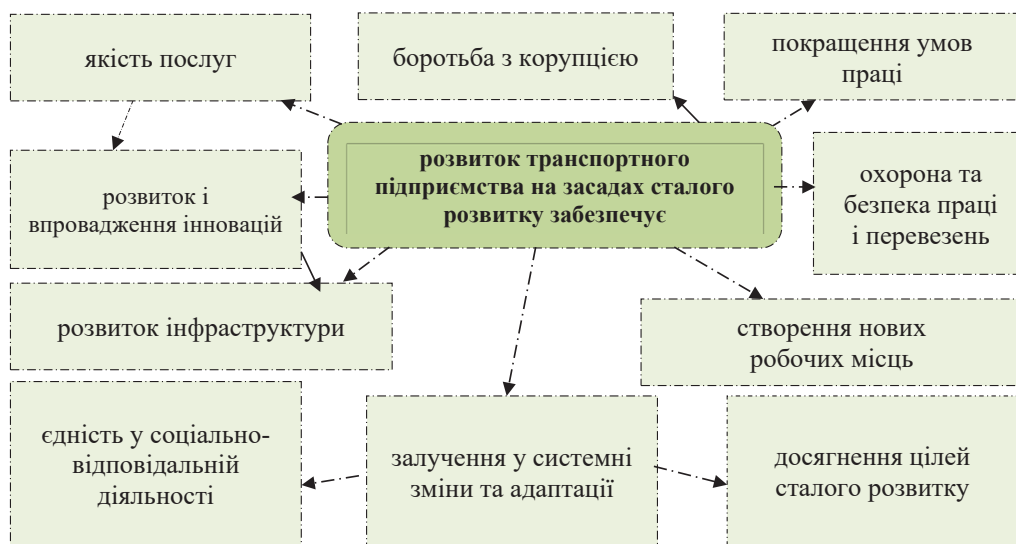 якість послуг
боротьба з корупцією
покращення умов
праці
розвиток транспортного
підприємства на засадах сталого
розвитку забезпечує
розвиток і
впровадження інновацій
охорона та
безпека праці
і перевезень
розвиток інфраструктури
створення нових
робочих місць
єдність у соціально-
відповідальній
діяльності
залучення у системні
зміни та адаптації
досягнення цілей
сталого розвитку